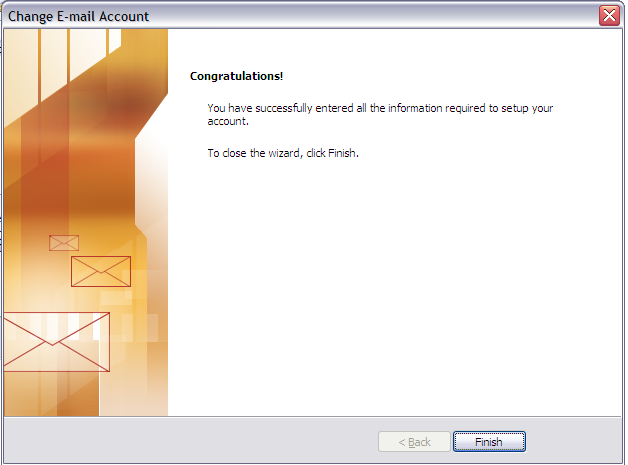 Change E-mail Account
Congratulations!
You have successfully entered all the information required to setup your
account.
To close the wizard, click Finish.
< Back
Finish